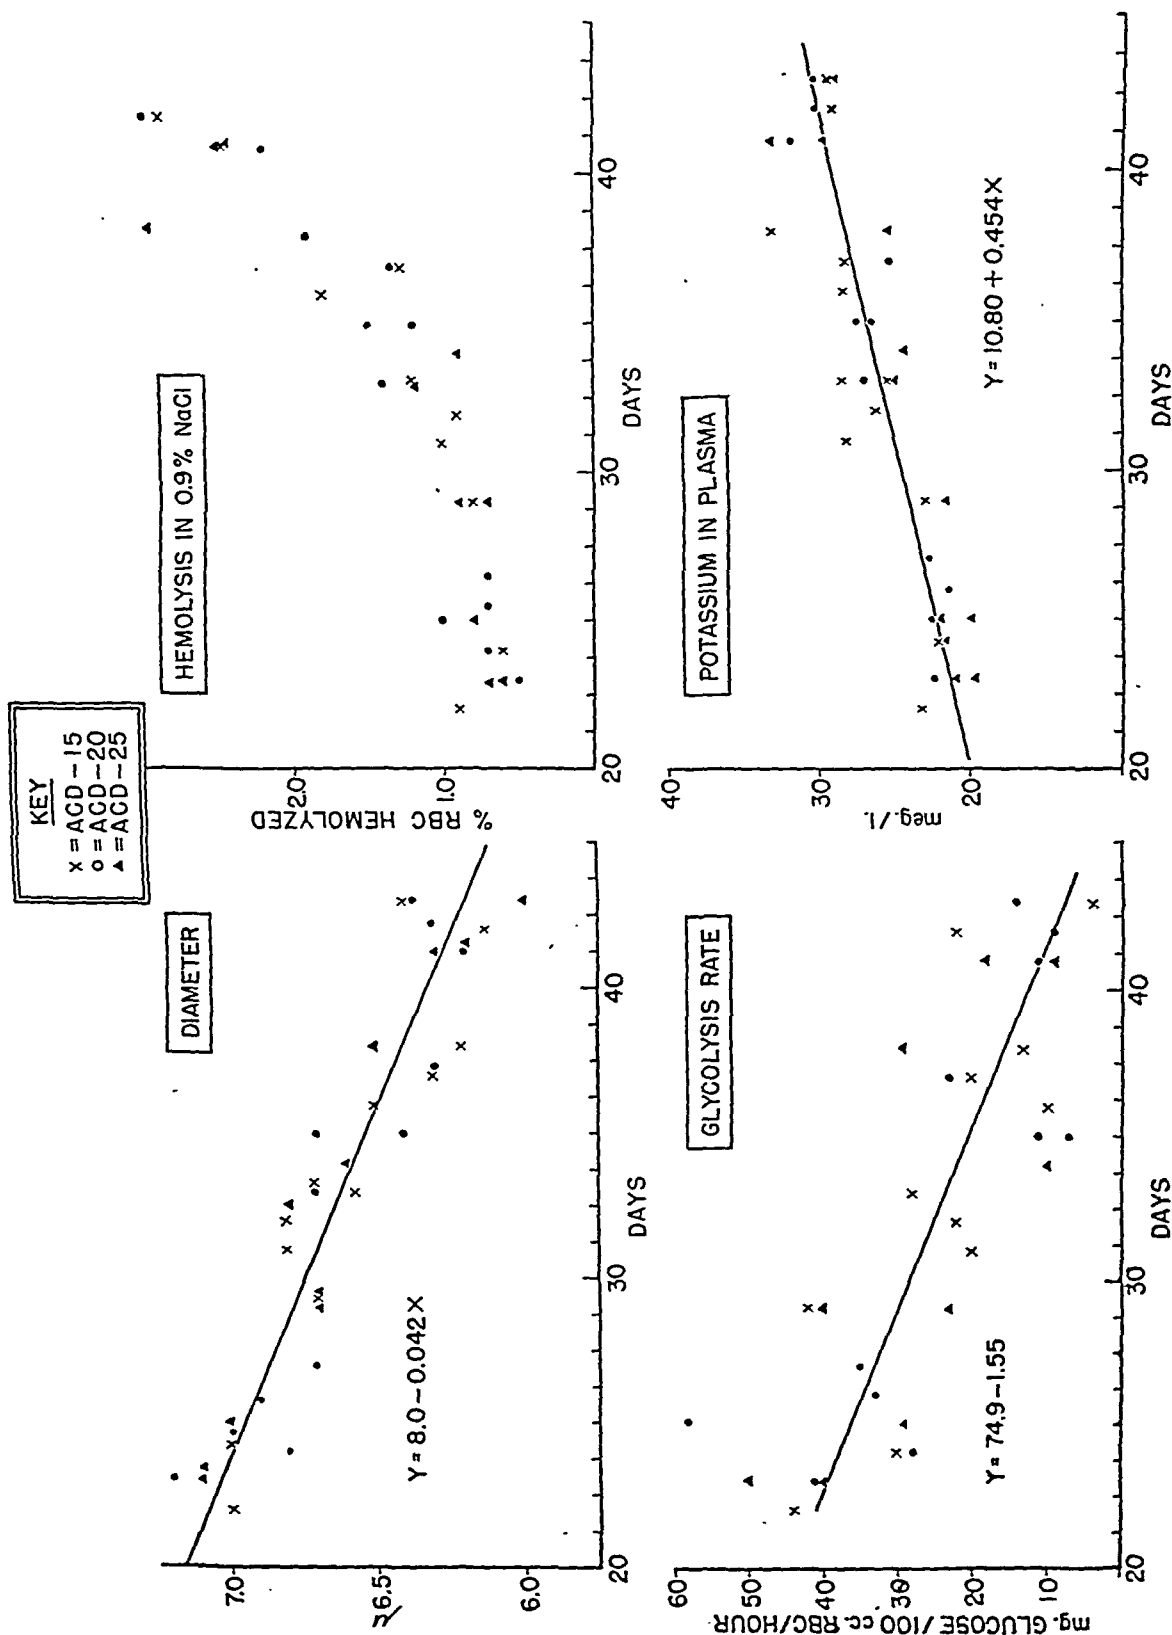 KEY
x = ACD-15
o = ACD-20
▲ = ACD-25
DIAMETER
μ
7.0
6.5
6.0
Y = 8.0-0.042X
20
30
40
DAYS
HEMOLYSIS IN 0.9% NaCl
% RBC HEMOLYZED
2.0
1.0
20
30
40
DAYS
GLYCOLYSIS RATE
mg. GLUCOSE/100 cc. RBC/HOUR
60
50
40
30
20
10
Y = 74.9-1.55
20
30
40
DAYS
POTASSIUM IN PLASMA
meg./l.
40
30
20
Y = 10.80 + 0.454X
20
30
40
DAYS